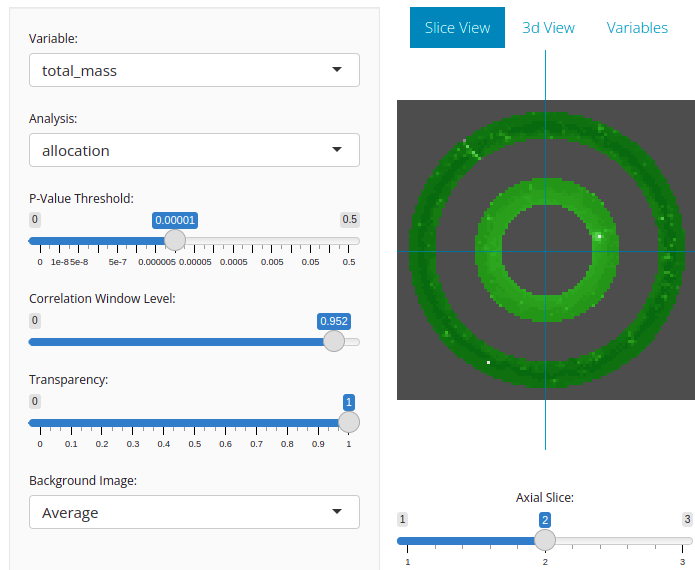 Variable:
total_mass
Analysis:
allocation
P-Value Threshold:
0 0.00001 0.5
0 1e-8 5e-8 5e-7 0.000005 0.00005 0.0005 0.005 0.05 0.5
Correlation Window Level:
0 0.952
Transparency:
0 1
0 0.1 0.2 0.3 0.4 0.5 0.6 0.7 0.8 0.9 1
Background Image:
Average
Slice View 3d View Variables
Axial Slice:
1 2 3
1 2 3